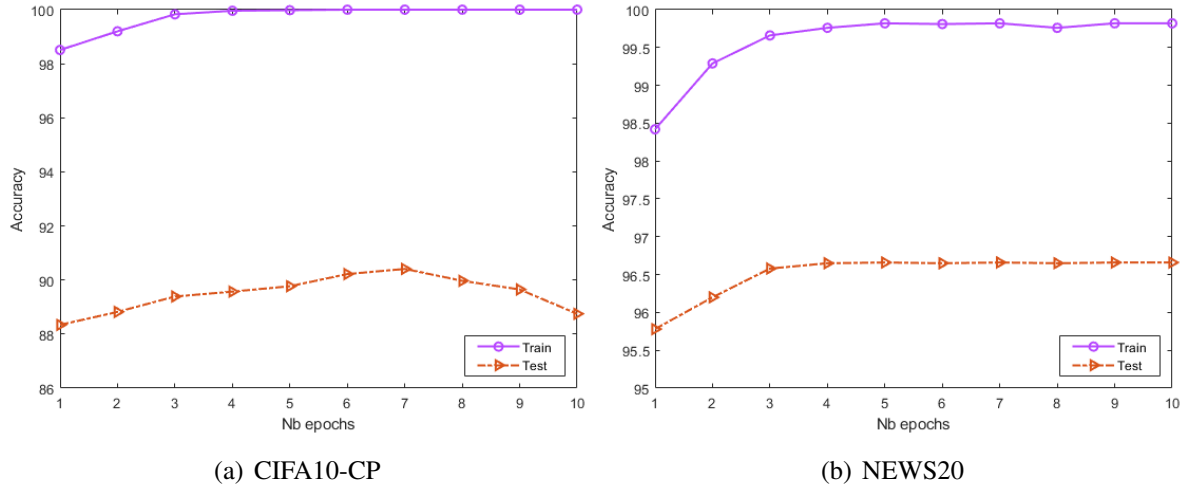 100
98
96
94
92
90
88
86
Accuracy
1 2 3 4 5 6 7 8 9 10
Nb epochs
Train
Test
(a) CIFA10-CP
100
99.5
99
98.5
98
97.5
97
96.5
96
95.5
95
Accuracy
1 2 3 4 5 6 7 8 9 10
Nb epochs
Train
Test
(b) NEWS20